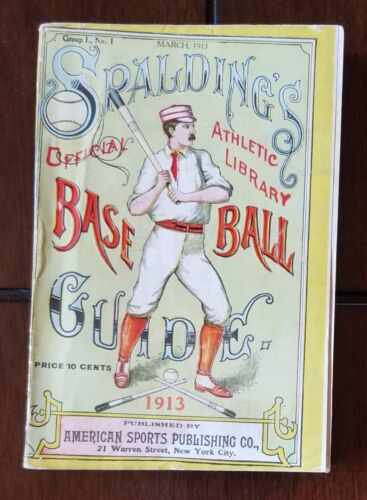 Group I., No. 1
MARCH, 1913
SPALDING'S
OFFICIAL
ATHLETIC
LIBRARY
BASE BALL
GUIDE.
PRICE 10 CENTS
1913
PUBLISHED BY
AMERICAN SPORTS PUBLISHING CO.,
21 Warren Street, New York City.